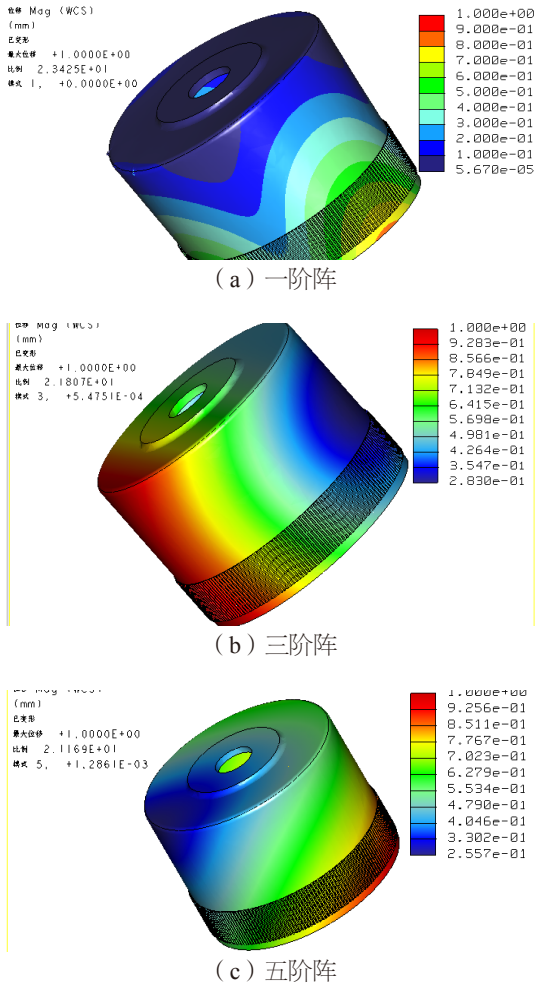 位移 Mag (WCS)
(mm)
已变形
最大位移 +1.0000E+00
比例 2.3425E+01
模式 1, +0.0000E+00
1.000e+00
9.000e-01
8.000e-01
7.000e-01
6.000e-01
5.000e-01
4.000e-01
3.000e-01
2.000e-01
1.000e-01
5.670e-05
(a)一阶阵
位移 Mag (WCS)
(mm)
已变形
最大位移 +1.0000E+00
比例 2.1807E+01
模式 3, +5.4751E-04
1.000e+00
9.283e-01
8.566e-01
7.849e-01
7.132e-01
6.415e-01
5.698e-01
4.981e-01
4.264e-01
3.547e-01
2.830e-01
(b)三阶阵
Mag (WCS)
(mm)
已变形
最大位移 +1.0000E+00
比例 2.1169E+01
模式 5, +1.2861E-03
1.000e+00
9.256e-01
8.511e-01
7.767e-01
7.023e-01
6.279e-01
5.534e-01
4.790e-01
4.046e-01
3.302e-01
2.557e-01
(c)五阶阵